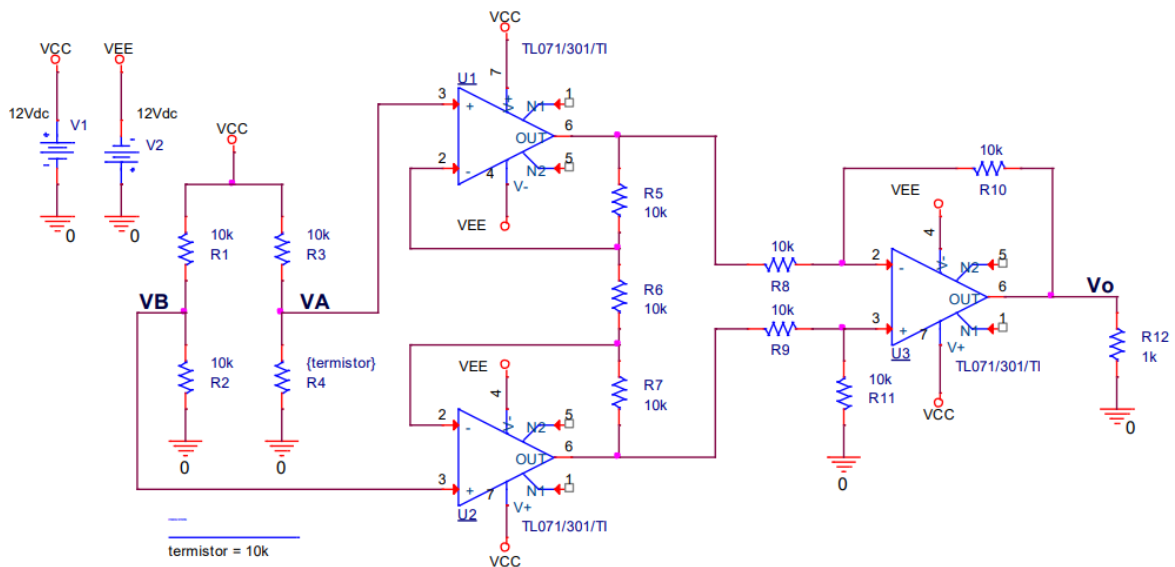 VCC
TL071/301/TI
VCC
VEE
U1
7
3
+
V+
N1
1
OUT
6
2
-
N2
5
4
V-
VEE
12Vdc
V1
12Vdc
V2
+
-
-
+
0
0
VCC
10k
R1
10k
R3
VB
VA
10k
R2
{termistor}
R4
0
0
R5
10k
R6
10k
R7
10k
10k
R10
VEE
4
10k
R8
2
-
V-
N2
5
OUT
6
Vo
10k
R9
3
+
N1
1
U3
7
V+
TL071/301/TI
VCC
R12
1k
0
10k
R11
0
VEE
4
2
-
V-
N2
5
OUT
6
3
+
N1
1
7
V+
U2
TL071/301/TI
VCC
termistor = 10k